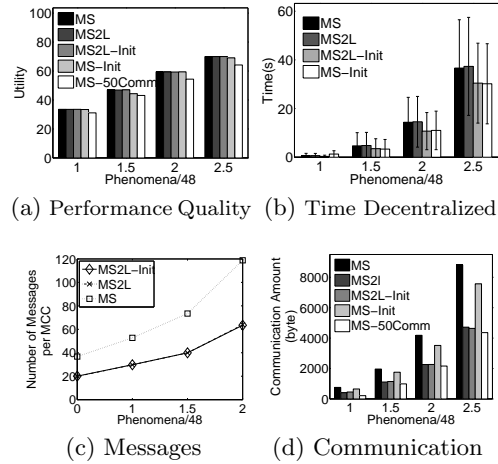 100
80
60
40
20
0
Utility
MS
MS2L
MS2L-Init
MS-Init
MS-50Comm
1 1.5 2 2.5
Phenomena/48
(a) Performance Quality
60
40
20
0
Time(s)
MS
MS2L
MS2L-Init
MS-Init
1 1.5 2 2.5
Phenomena/48
(b) Time Decentralized
120
100
80
60
40
20
0
Number of Messages
per MCC
MS2L-Init
MS2L
MS
0 1 1.5 2
Phenomena/48
(c) Messages
8000
6000
4000
2000
0
Communication Amount
(byte)
MS
MS2l
MS2L-Init
MS-Init
MS-50Comm
1 1.5 2 2.5
Phenomena/48
(d) Communication